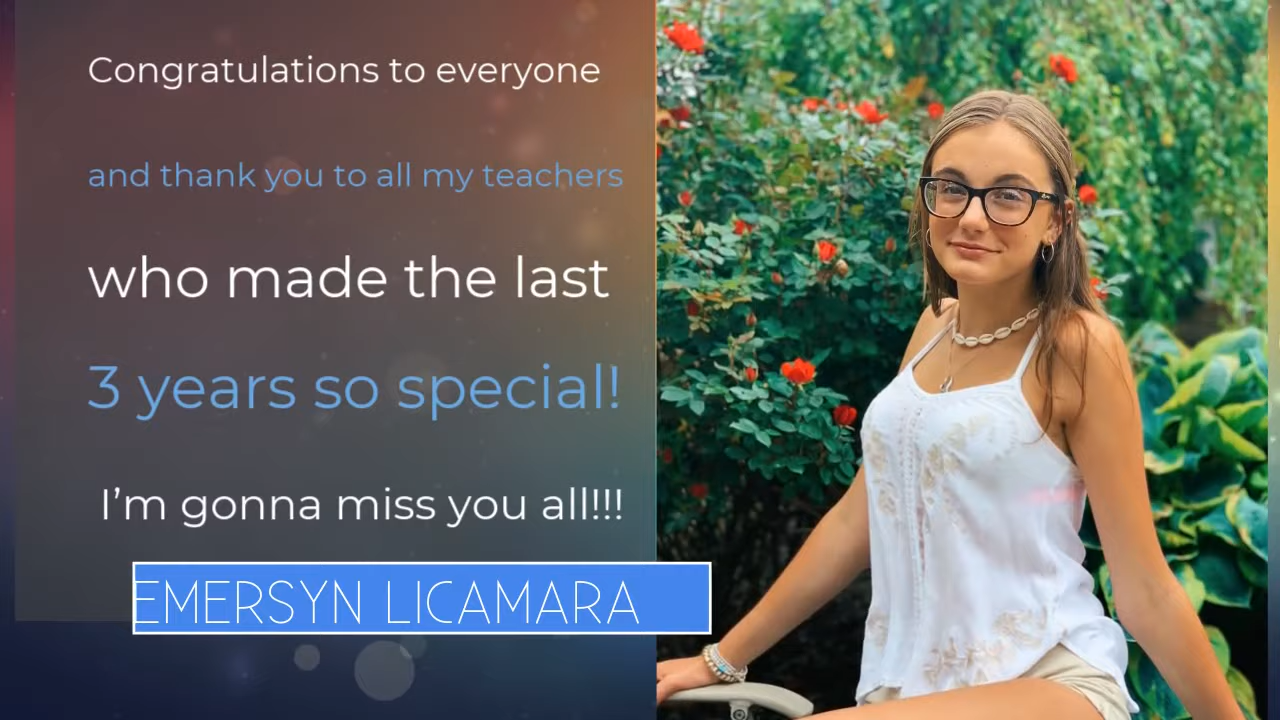 Congratulations to everyone
and thank you to all my teachers
who made the last
3 years so special!
I’m gonna miss you all!!!
EMERSYN LICAMARA